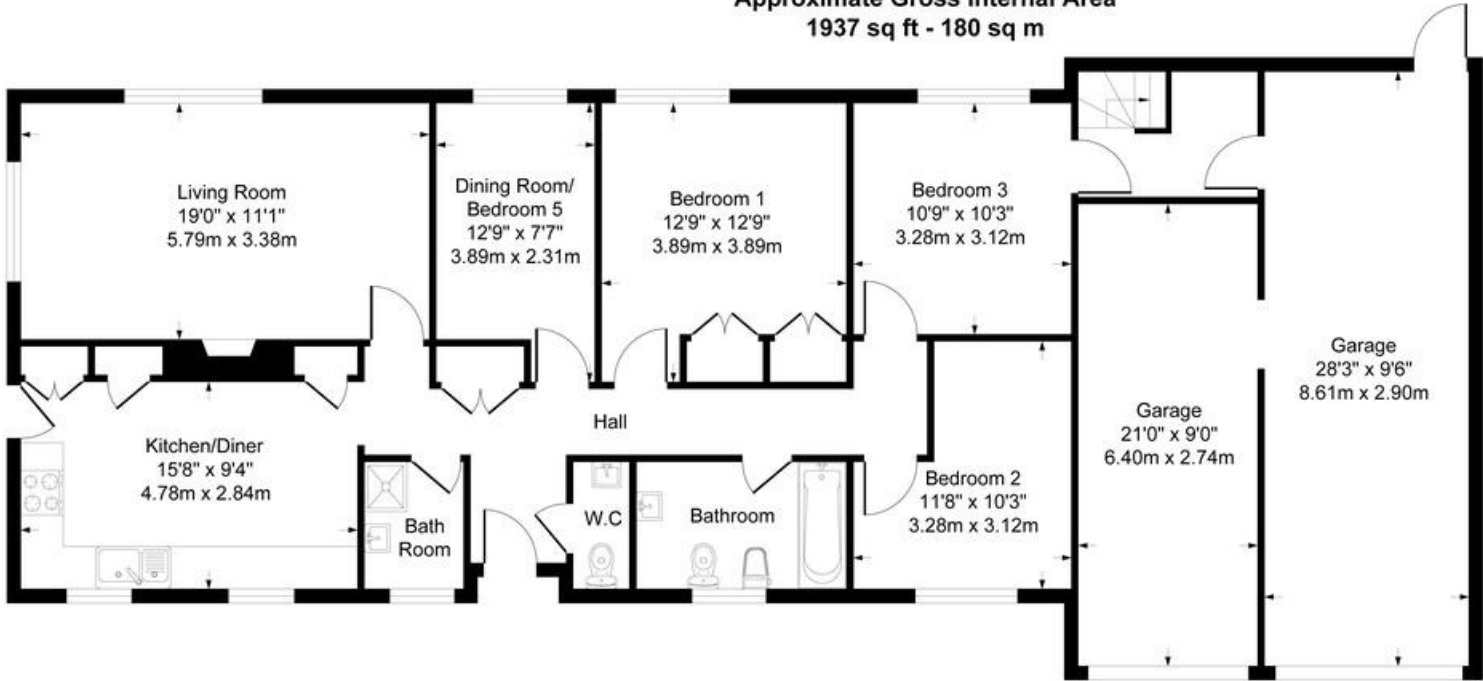 Approximate Gross Internal Area
1937 sq ft - 180 sq m
Living Room
19'0" x 11'1"
5.79m x 3.38m
Dining Room/
Bedroom 5
12'9" x 7'7"
3.89m x 2.31m
Bedroom 1
12'9" x 12'9"
3.89m x 3.89m
Bedroom 3
10'9" x 10'3"
3.28m x 3.12m
Garage
28'3" x 9'6"
8.61m x 2.90m
Garage
21'0" x 9'0"
6.40m x 2.74m
Hall
Kitchen/Diner
15'8" x 9'4"
4.78m x 2.84m
Bath
Room
W.C
Bathroom
Bedroom 2
11'8" x 10'3"
3.28m x 3.12m